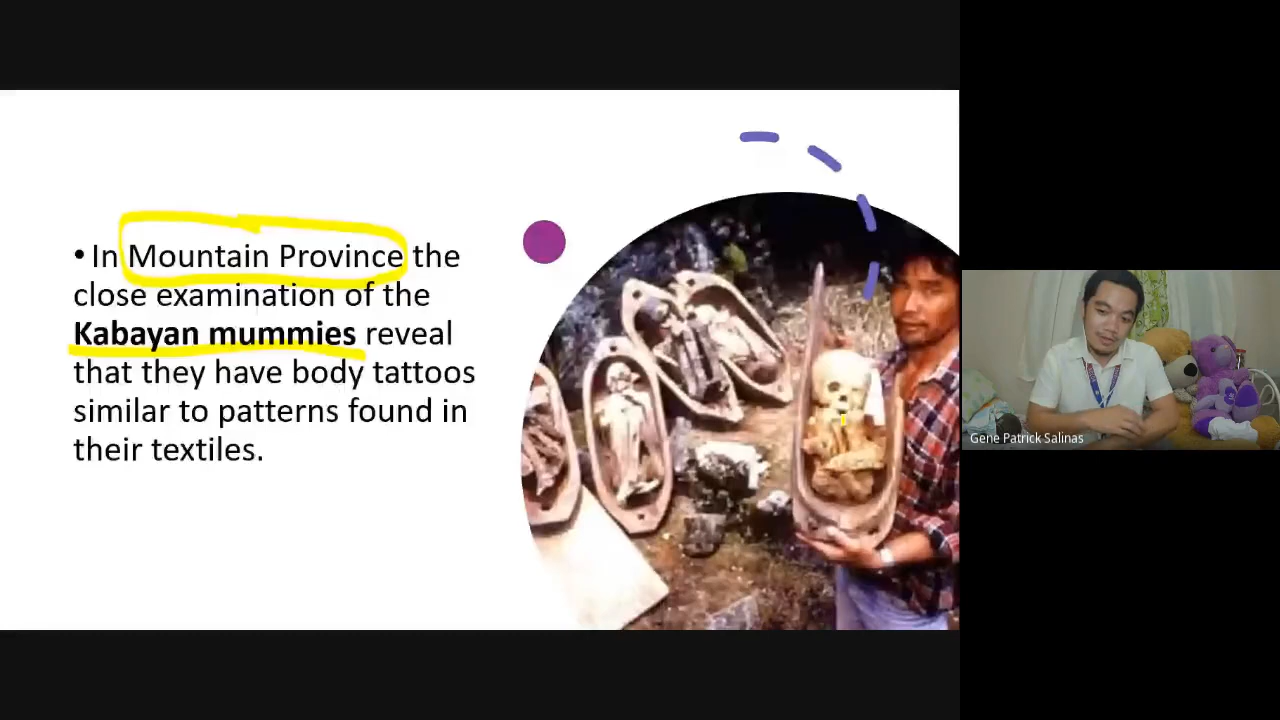 • In Mountain Province the
close examination of the
Kabayan mummies reveal
that they have body tattoos
similar to patterns found in
their textiles.
Gene Patrick Salinas